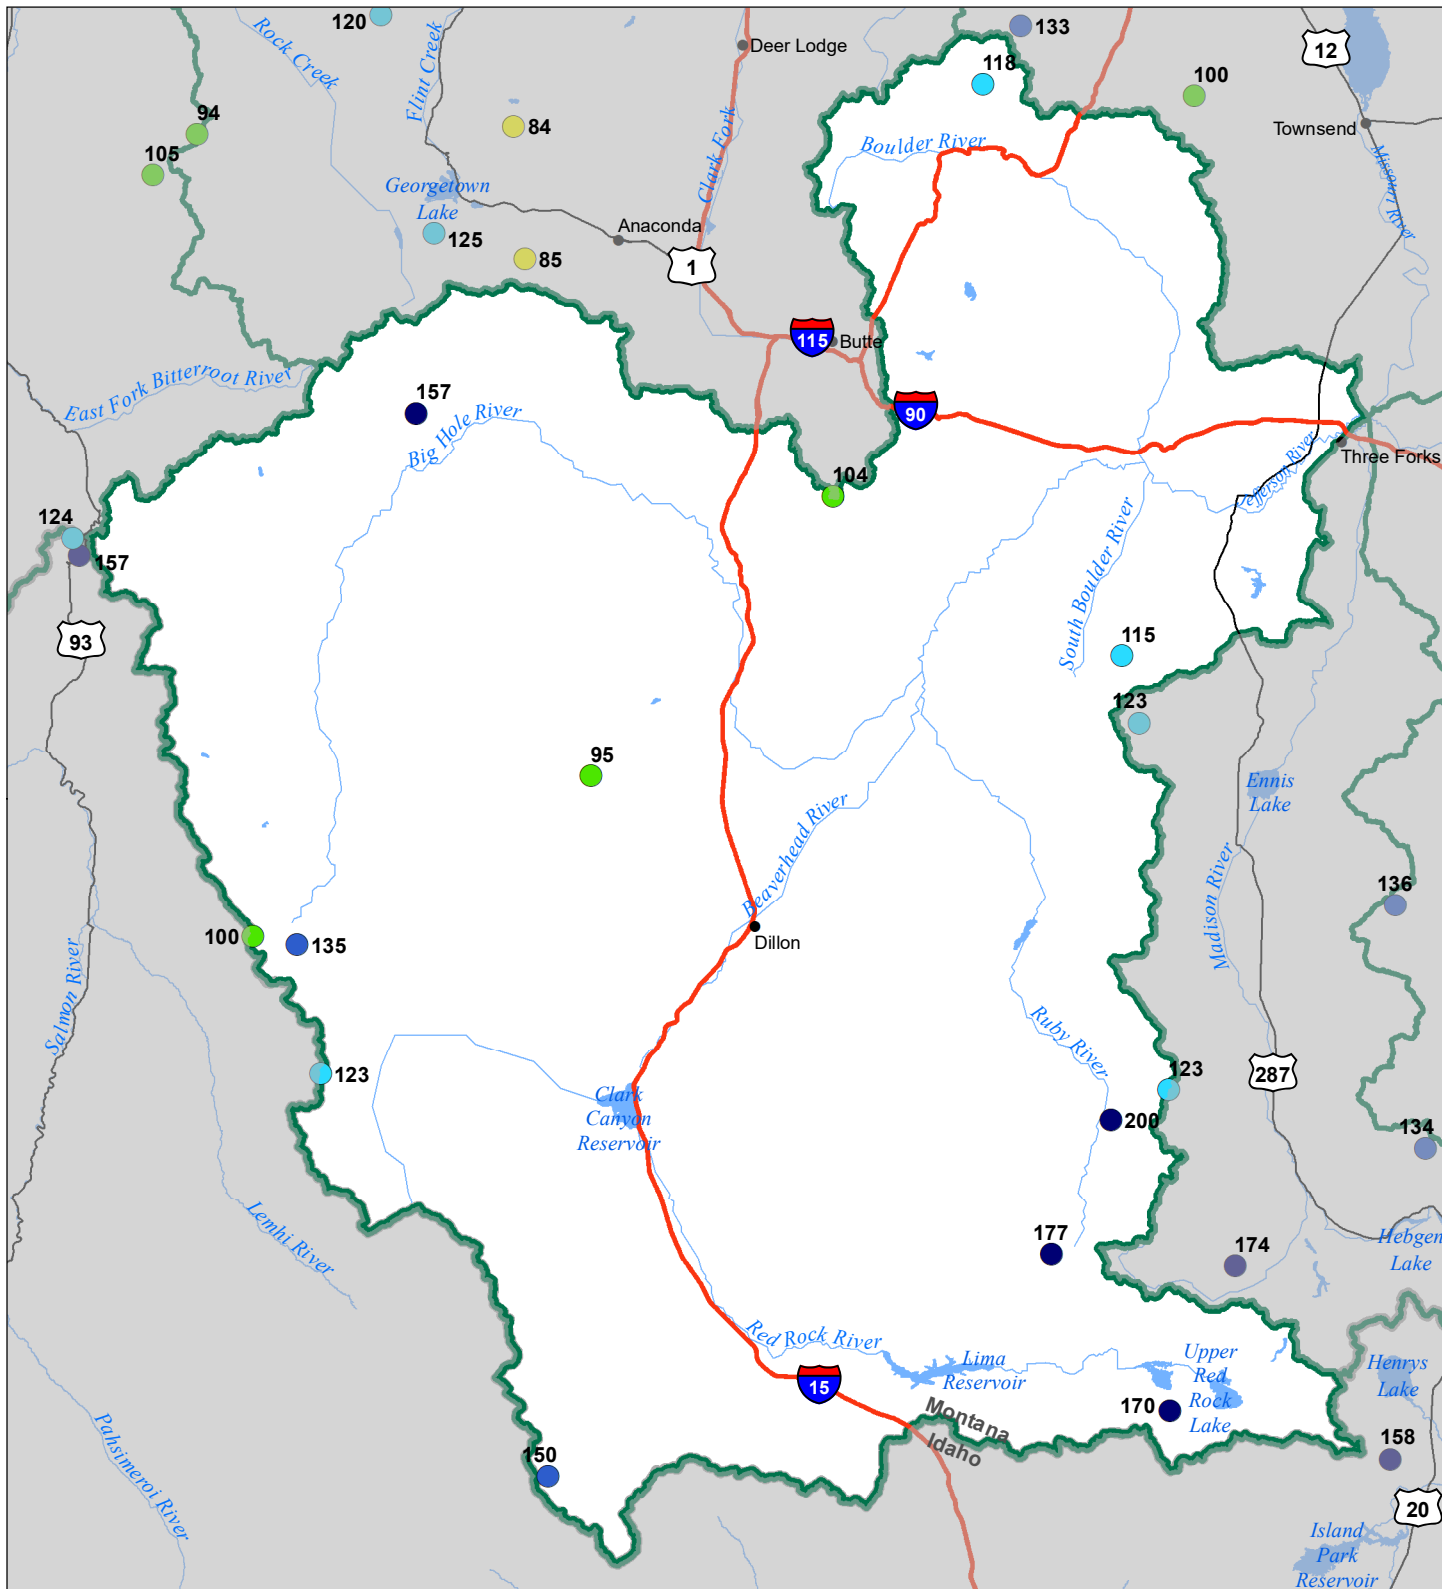 120
Rock Creek
Flint Creek
Deer Lodge
133
12
118
100
94
84
Clark Fork
Boulder River
Townsend
105
Georgetown
Lake
Missouri River
125
Anaconda
85
1
115
Butte
East Fork Bitterroot River
157
Big Hole River
90
Three Forks
104
Jefferson River
124
157
South Boulder River
93
115
123
95
Ennis
Lake
Beaverhead River
Madison River
136
100
135
Dillon
Salmon River
Ruby River
123
123
287
Clark
Canyon
Reservoir
200
134
Lemhi River
177
174
Hebgen
Lake
Red Rock River
Lima
Reservoir
Upper
Red
Rock
Lake
Henrys
Lake
15
170
Montana
Idaho
158
Pahsimeroi River
150
20
Island
Park
Reservoir